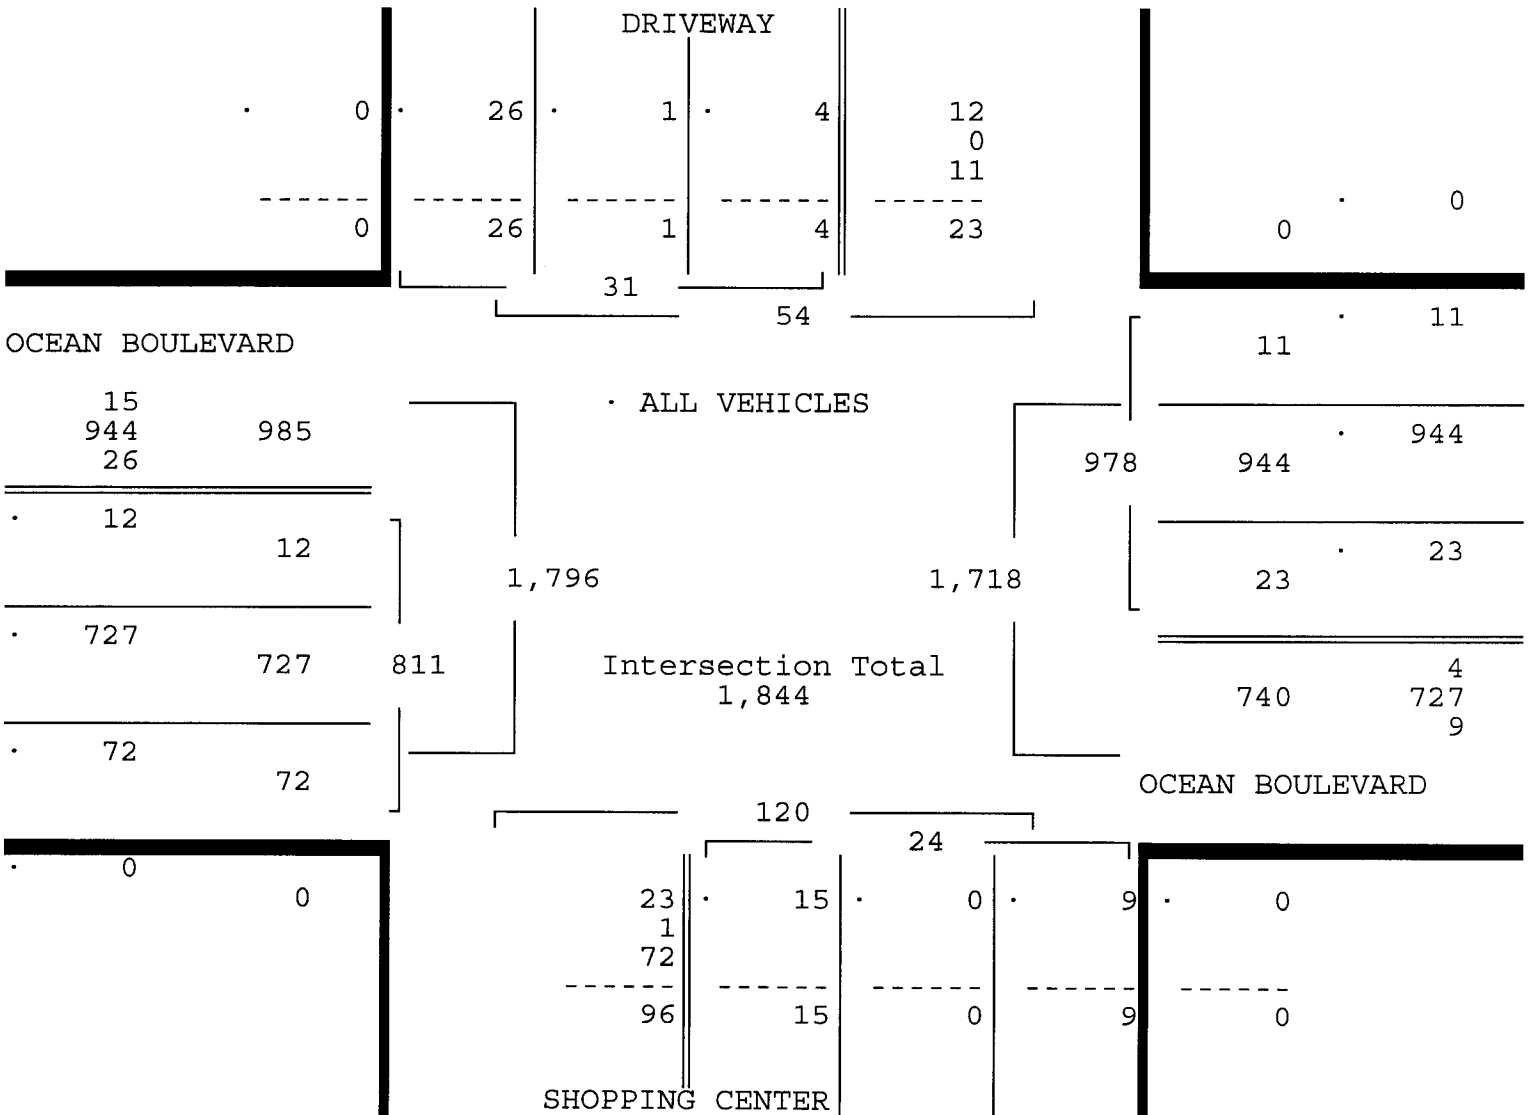 DRIVEWAY
· 0 · 26 · 1 · 4 12
0
11
------ ------ ------ ------ ------ · 0
0 26 1 4 23 0
31
54 · 11
OCEAN BOULEVARD 11
15 · ALL VEHICLES
944 985 · 944
26 978 944
· 12
12 · 23
1,796 1,718 23
· 727
727 811 Intersection Total 4
1,844 740 727
9
· 72
72 OCEAN BOULEVARD
120
24
· 0
0 23 · 15 · 0 · 9 · 0
1
72
------ ------ ------ ------ ------
96 15 0 9 0
SHOPPING CENTER